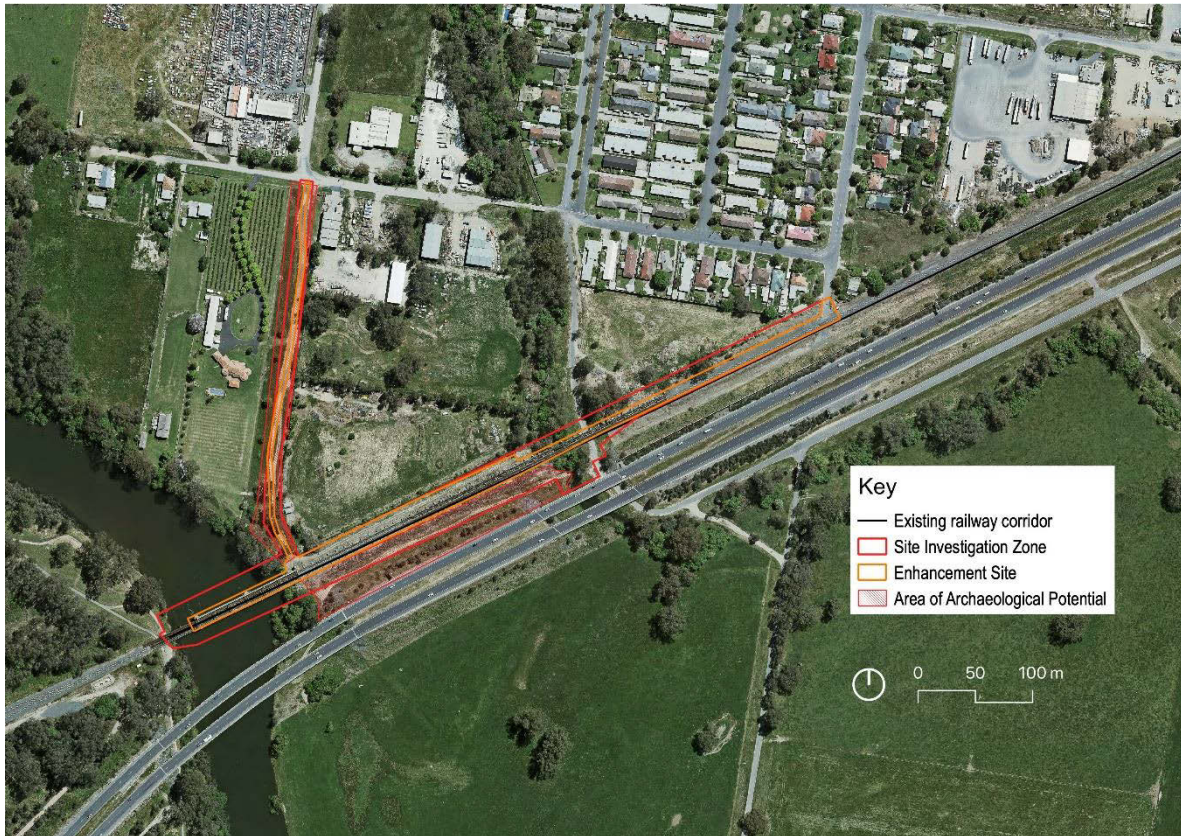 Key
Existing railway corridor
Site Investigation Zone
Enhancement Site
Area of Archaeological Potential
0 50 100 m